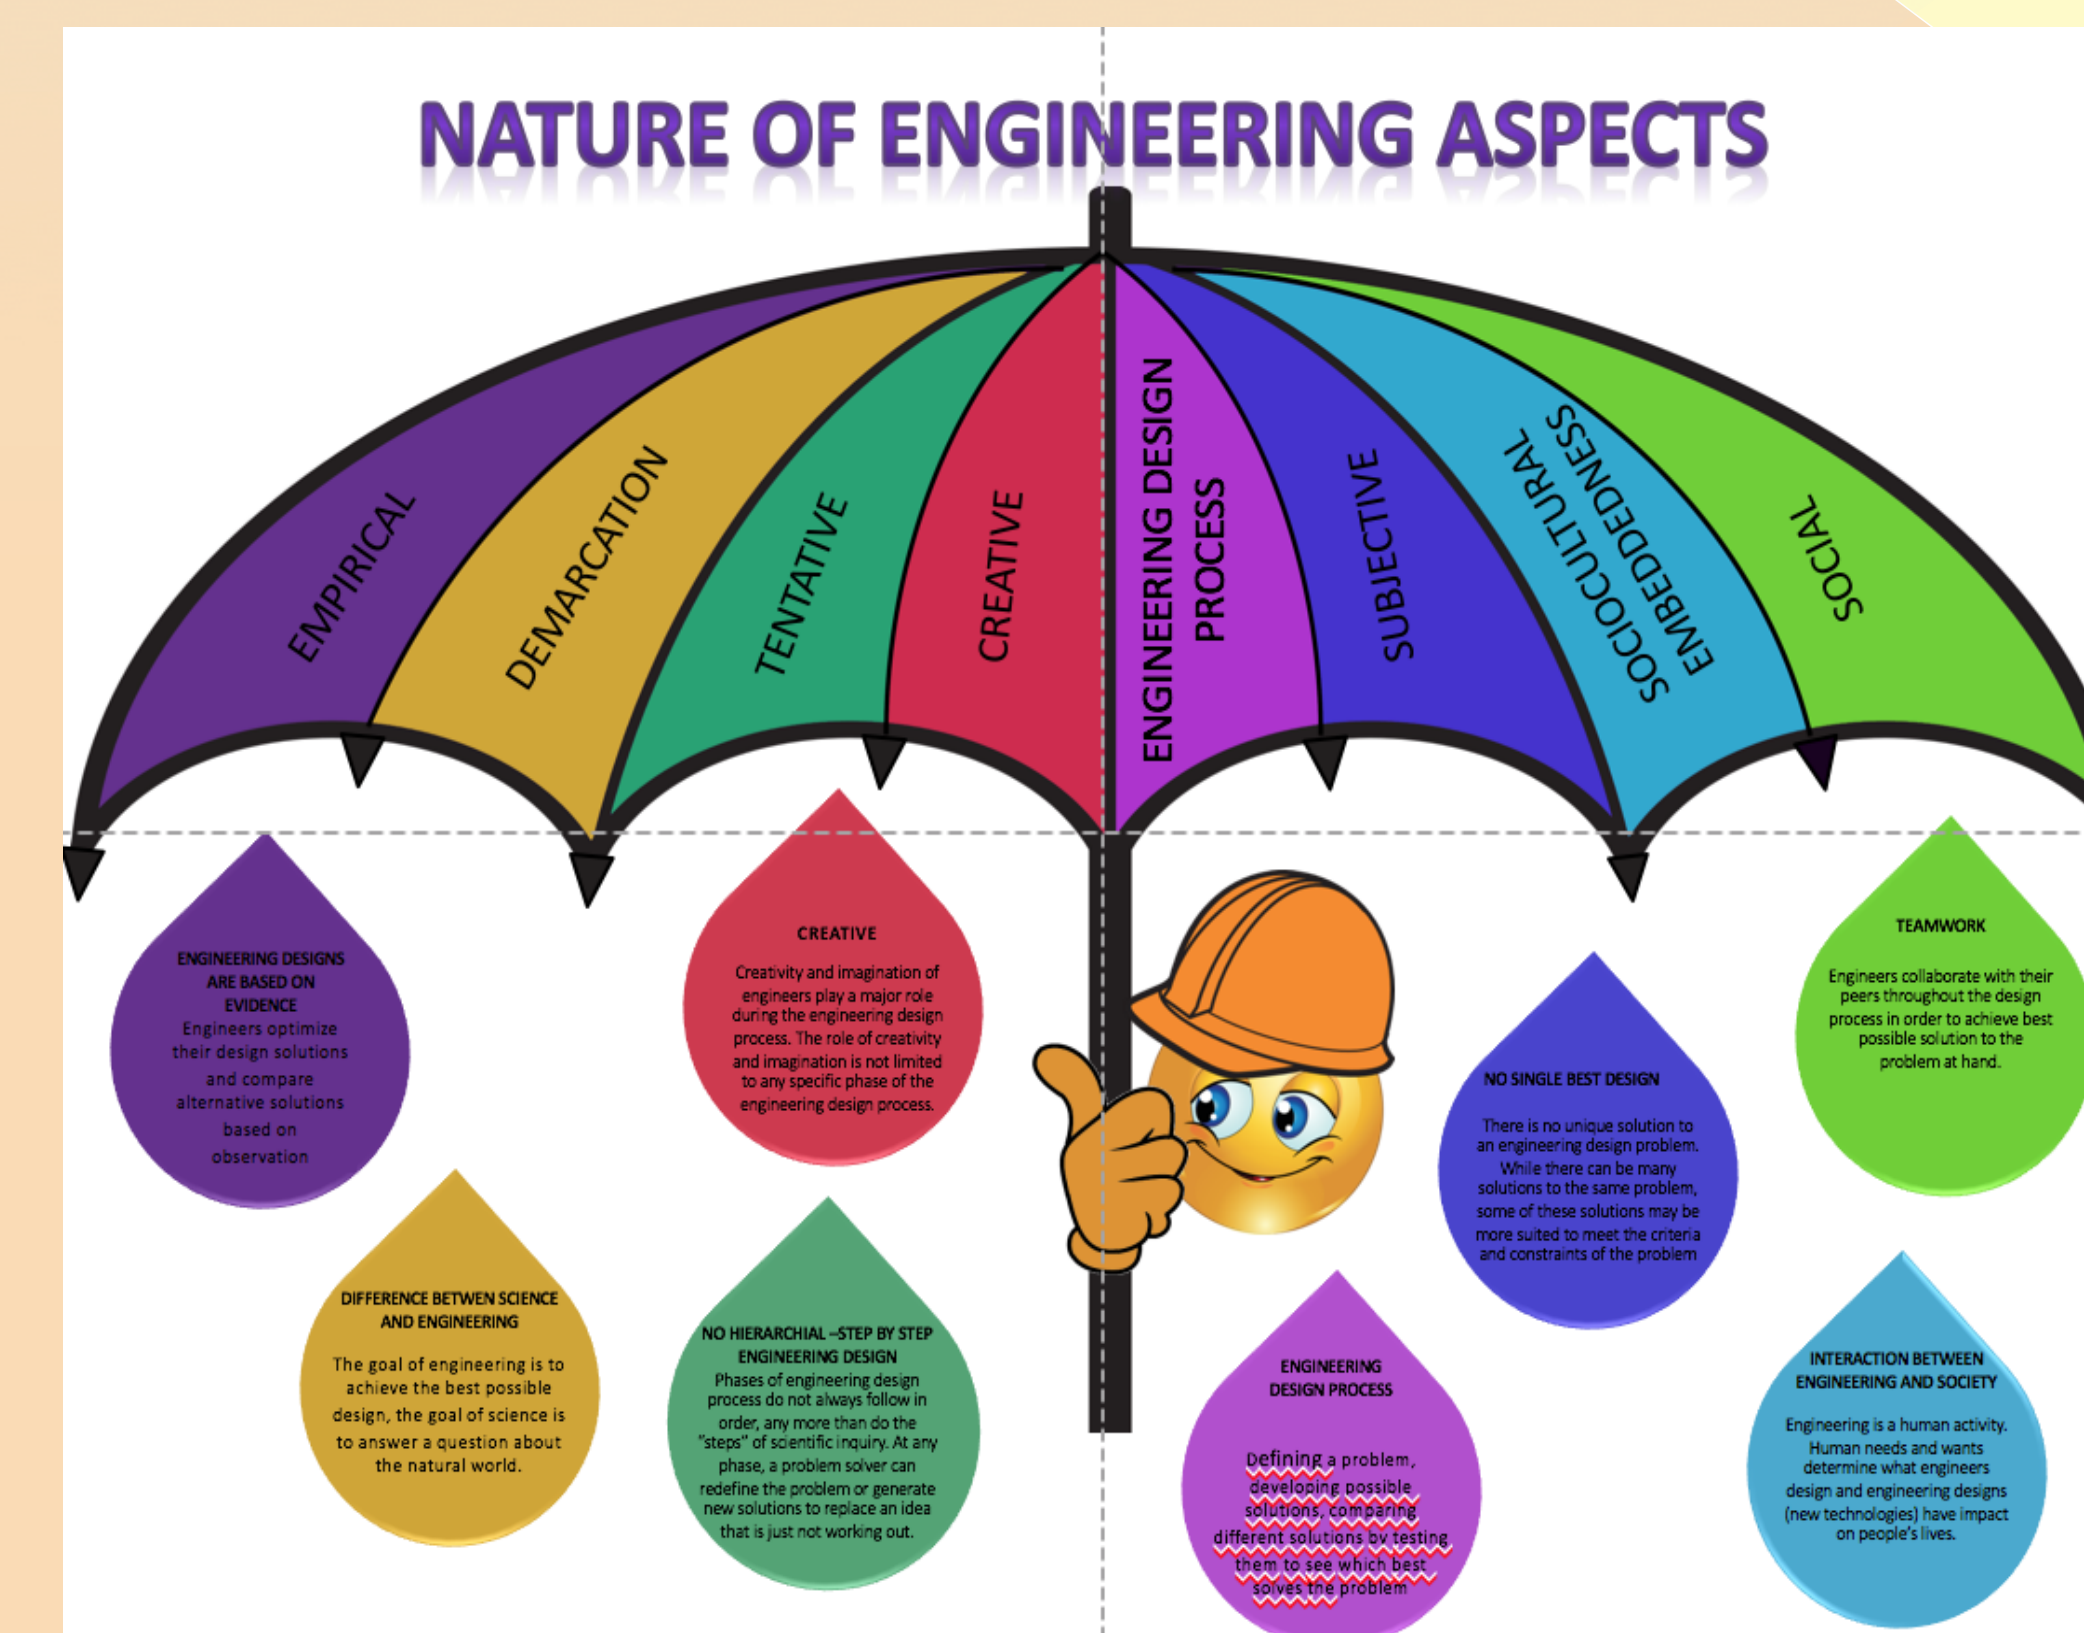 NATURE OF ENGINEERING ASPECTS
EMPIRICAL
DEMARCATION
TENTATIVE
CREATIVE
ENGINEERING DESIGN
PROCESS
SUBJECTIVE
SOCIOCULTURAL
EMBEDDEDNESS
SOCIAL
ENGINEERING DESIGNS
ARE BASED ON
EVIDENCE
Engineers optimize
their design solutions
and compare
alternative solutions
based on
observation
DIFFERENCE BETWEN SCIENCE
AND ENGINEERING
The goal of engineering is to
achieve the best possible
design, the goal of science is
to answer a question about
the natural world.
CREATIVE
Creativity and imagination of
engineers play a major role
during the engineering design
process. The role of creativity
and imagination is not limited
to any specific phase of the
engineering design process.
NO HIERARCHIAL –STEP BY STEP
ENGINEERING DESIGN
Phases of engineering design
process do not always follow in
order, any more than do the
"steps" of scientific inquiry. At any
phase, a problem solver can
redefine the problem or generate
new solutions to replace an idea
that is just not working out.
ENGINEERING
DESIGN PROCESS
Defining a problem,
developing possible
solutions, comparing
different solutions by testing
them to see which best
solves the problem
NO SINGLE BEST DESIGN
There is no unique solution to
an engineering design problem.
While there can be many
solutions to the same problem,
some of these solutions may be
more suited to meet the criteria
and constraints of the problem
TEAMWORK
Engineers collaborate with their
peers throughout the design
process in order to achieve best
possible solution to the
problem at hand.
INTERACTION BETWEEN
ENGINEERING AND SOCIETY
Engineering is a human activity.
Human needs and wants
determine what engineers
design and engineering designs
(new technologies) have impact
on people's lives.